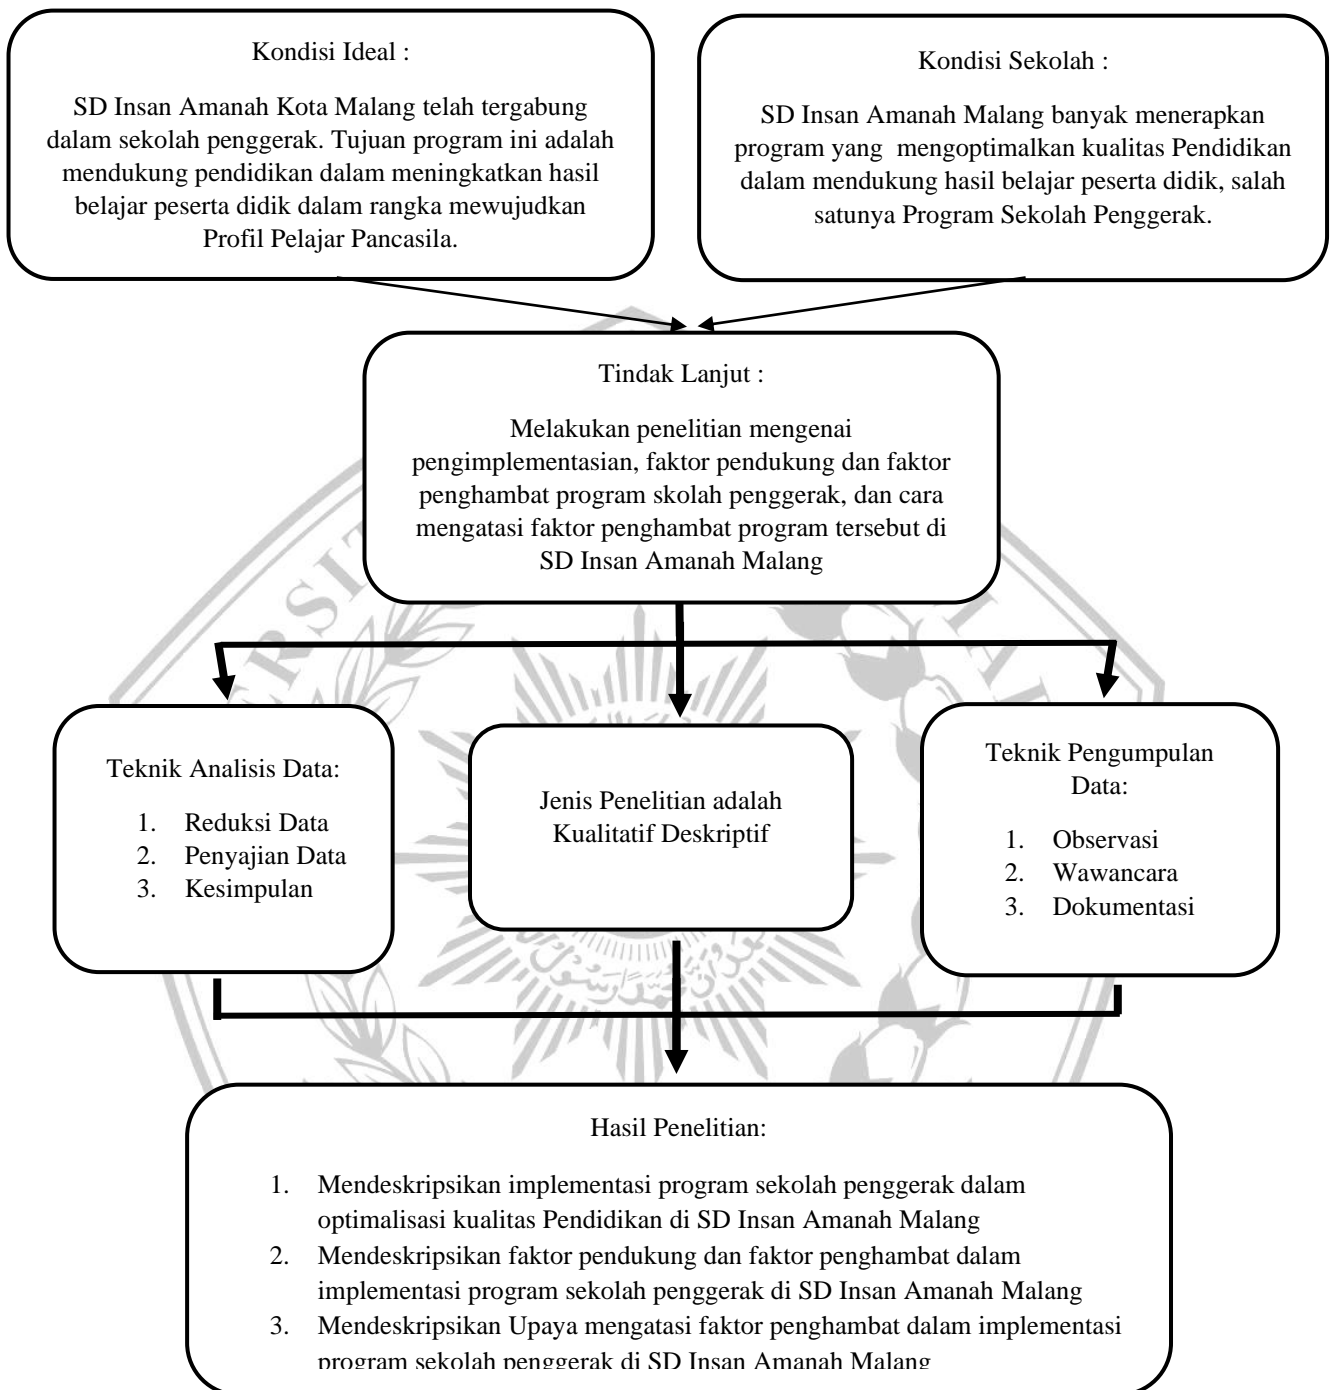 Kondisi Ideal :
SD Insan Amanah Kota Malang telah tergabung
dalam sekolah penggerak. Tujuan program ini adalah
mendukung pendidikan dalam meningkatkan hasil
belajar peserta didik dalam rangka mewujudkan
Profil Pelajar Pancasila.
Kondisi Sekolah :
SD Insan Amanah Malang banyak menerapkan
program yang mengoptimalkan kualitas Pendidikan
dalam mendukung hasil belajar peserta didik, salah
satunya Program Sekolah Penggerak.
Tindak Lanjut :
Melakukan penelitian mengenai
pengimplementasian, faktor pendukung dan faktor
penghambat program skolah penggerak, dan cara
mengatasi faktor penghambat program tersebut di
SD Insan Amanah Malang
Teknik Analisis Data:
1. Reduksi Data
2. Penyajian Data
3. Kesimpulan
Jenis Penelitian adalah
Kualitatif Deskriptif
Teknik Pengumpulan
Data:
1. Observasi
2. Wawancara
3. Dokumentasi
Hasil Penelitian:
1. Mendeskripsikan implementasi program sekolah penggerak dalam
optimalisasi kualitas Pendidikan di SD Insan Amanah Malang
2. Mendeskripsikan faktor pendukung dan faktor penghambat dalam
implementasi program sekolah penggerak di SD Insan Amanah Malang
3. Mendeskripsikan Upaya mengatasi faktor penghambat dalam implementasi
program sekolah penggerak di SD Insan Amanah Malang